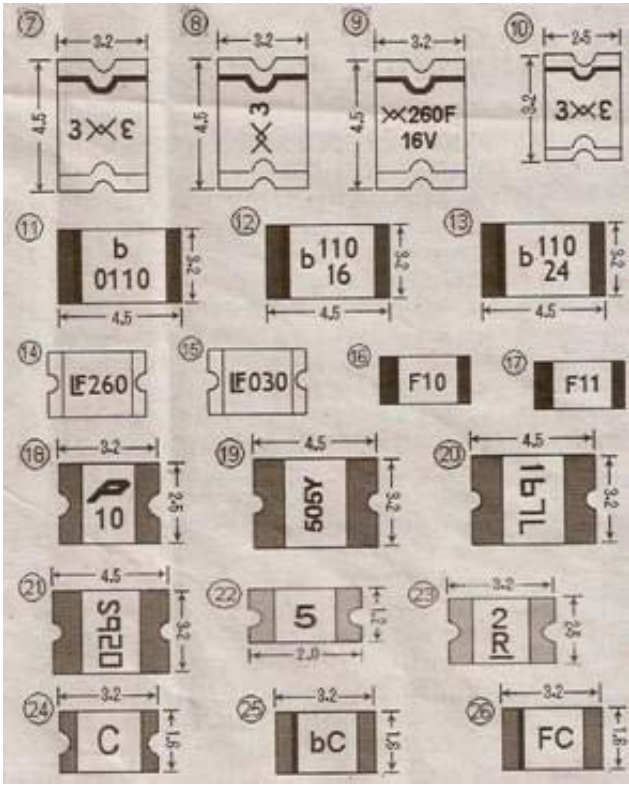 ⑦ 3.2 ⑧ 3.2 ⑨ 3.2 ⑩ 2.5
4.5 4.5 4.5 3.2
3 3
3
260F
16V
3 3
⑪ ⑫ ⑬
b
0110
3.2
4.5
b 110
16
3.2
4.5
b 110
24
3.2
4.5
⑭ LF260
⑮ LF030
⑯ F10
⑰ F11
⑱ 3.2
P
10
2.5
⑲ 4.5
505Y
3.2
⑳ 4.5
167L
3.2
㉑ 4.5
S920
3.2
㉒ 5
1.2
2.0
㉓ 3.2
2
R
2.5
㉔ 3.2
C
1.6
㉕ 3.2
bC
1.6
㉖ 3.2
FC
1.6